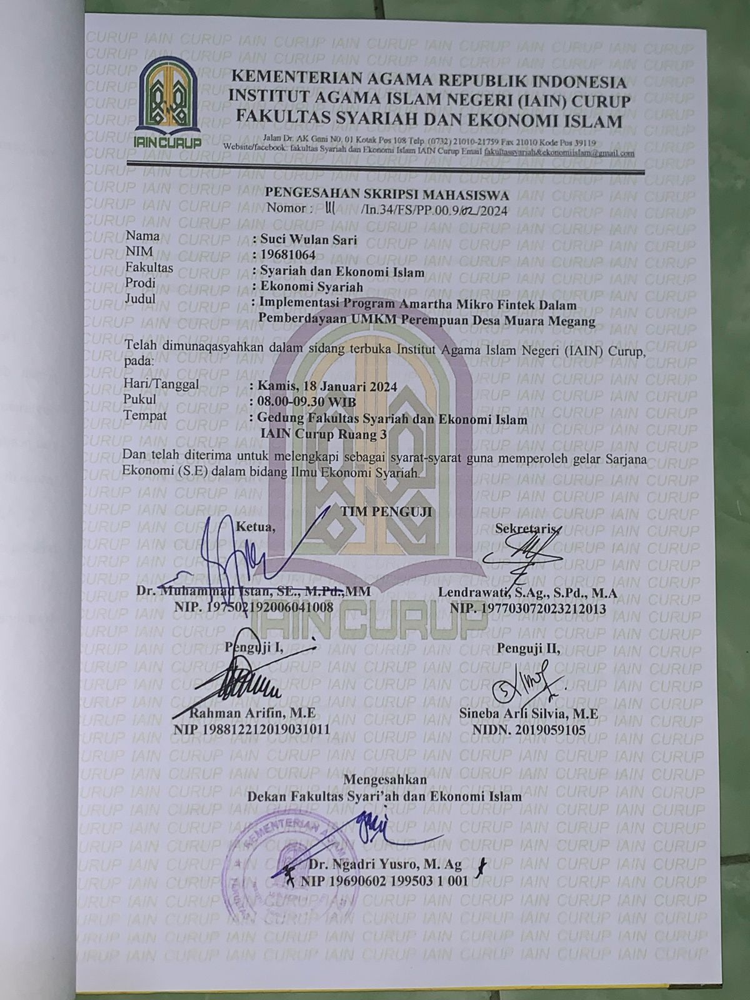 IAIN CURUP
KEMENTERIAN AGAMA REPUBLIK INDONESIA
INSTITUT AGAMA ISLAM NEGERI (IAIN) CURUP
FAKULTAS SYARIAH DAN EKONOMI ISLAM
Jalan Dr. AK Gani N0. 01 Kotak Pos 108 Telp. (0732) 21010-21759 Fax 21010 Kode Pos 39119
Website/facebook: fakultas Syariah dan Ekonomi Islam IAIN Curup Email fakultassyariah&ekonomiislam@gmail.com
PENGESAHAN SKRIPSI MAHASISWA
Nomor : /In.34/FS/PP.00.9/02/2024
Nama : Suci Wulan Sari
NIM : 19681064
Fakultas : Syariah dan Ekonomi Islam
Prodi : Ekonomi Syariah
Judul : Implementasi Program Amartha Mikro Fintek Dalam
Pemberdayaan UMKM Perempuan Desa Muara Megang
Telah dimunaqasyahkan dalam sidang terbuka Institut Agama Islam Negeri (IAIN) Curup,
pada:
Hari/Tanggal : Kamis, 18 Januari 2024
Pukul : 08.00-09.30 WIB
Tempat : Gedung Fakultas Syariah dan Ekonomi Islam
IAIN Curup Ruang 3
Dan telah diterima untuk melengkapi sebagai syarat-syarat guna memperoleh gelar Sarjana
Ekonomi (S.E) dalam bidang Ilmu Ekonomi Syariah.
TIM PENGUJI
Ketua, Sekretaris
Dr. Muhammad Istan, SE., M.Pd.,MM Lendrawati, S.Ag., S.Pd., M.A
NIP. 197502192006041008 NIP. 197703072023212013
IAIN CURUP
Penguji I, Penguji II,
Rahman Arifin, M.E Sineba Arli Silvia, M.E
NIP 198812212019031011 NIDN. 2019059105
Mengesahkan
Dekan Fakultas Syari'ah dan Ekonomi Islam
KEMENTERIAN AGAMA
Dr. Ngadri Yusro, M. Ag
NIP 19690602 199503 1 001